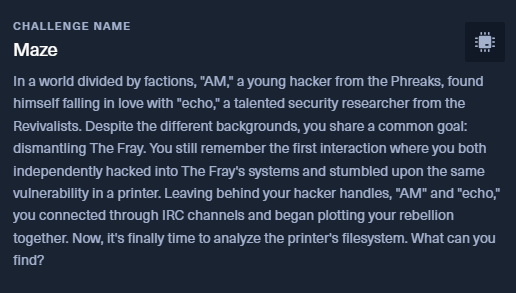 CHALLENGE NAME
Maze
In a world divided by factions, "AM," a young hacker from the Phreaks, found
himself falling in love with "echo," a talented security researcher from the
Revivalists. Despite the different backgrounds, you share a common goal:
dismantling The Fray. You still remember the first interaction where you both
independently hacked into The Fray's systems and stumbled upon the same
vulnerability in a printer. Leaving behind your hacker handles, "AM" and "echo,"
you connected through IRC channels and began plotting your rebellion
together. Now, it's finally time to analyze the printer's filesystem. What can you
find?